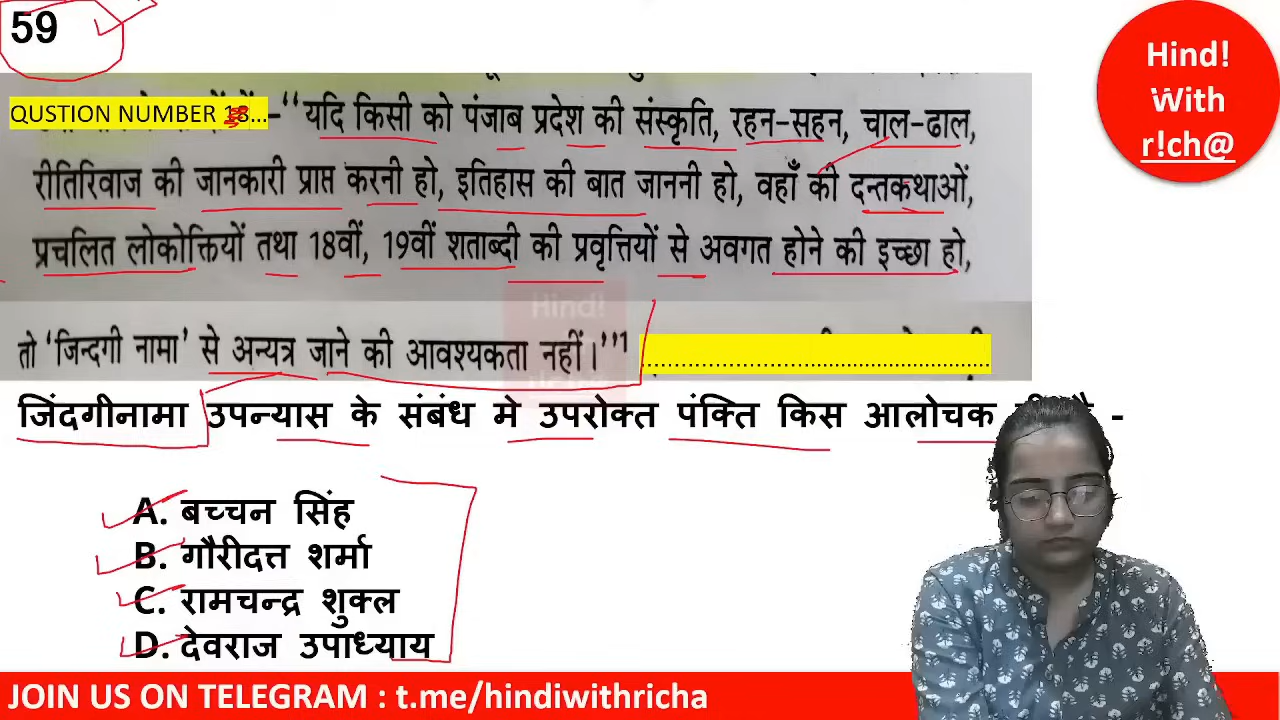 59
Hind!
With
r!ch@
QUSTION NUMBER 18...
-“यदि किसी को पंजाब प्रदेश की संस्कृति, रहन-सहन, चाल-ढाल,
रीतिरिवाज की जानकारी प्राप्त करनी हो, इतिहास की बात जाननी हो, वहाँ की दन्तकथाओं,
प्रचलित लोकोक्तियों तथा 18वीं, 19वीं शताब्दी की प्रवृत्तियों से अवगत होने की इच्छा हो,
Hind!
तो ‘जिन्दगी नामा’ से अन्यत्र जाने की आवश्यकता नहीं।”1 ................................................
जिंदगीनामा उपन्यास के संबंध मे उपरोक्त पंक्ति किस आलोचक -
A. बच्चन सिंह
B. गौरीदत्त शर्मा
C. रामचन्द्र शुक्ल
D. देवराज उपाध्याय
JOIN US ON TELEGRAM : t.me/hindiwithricha